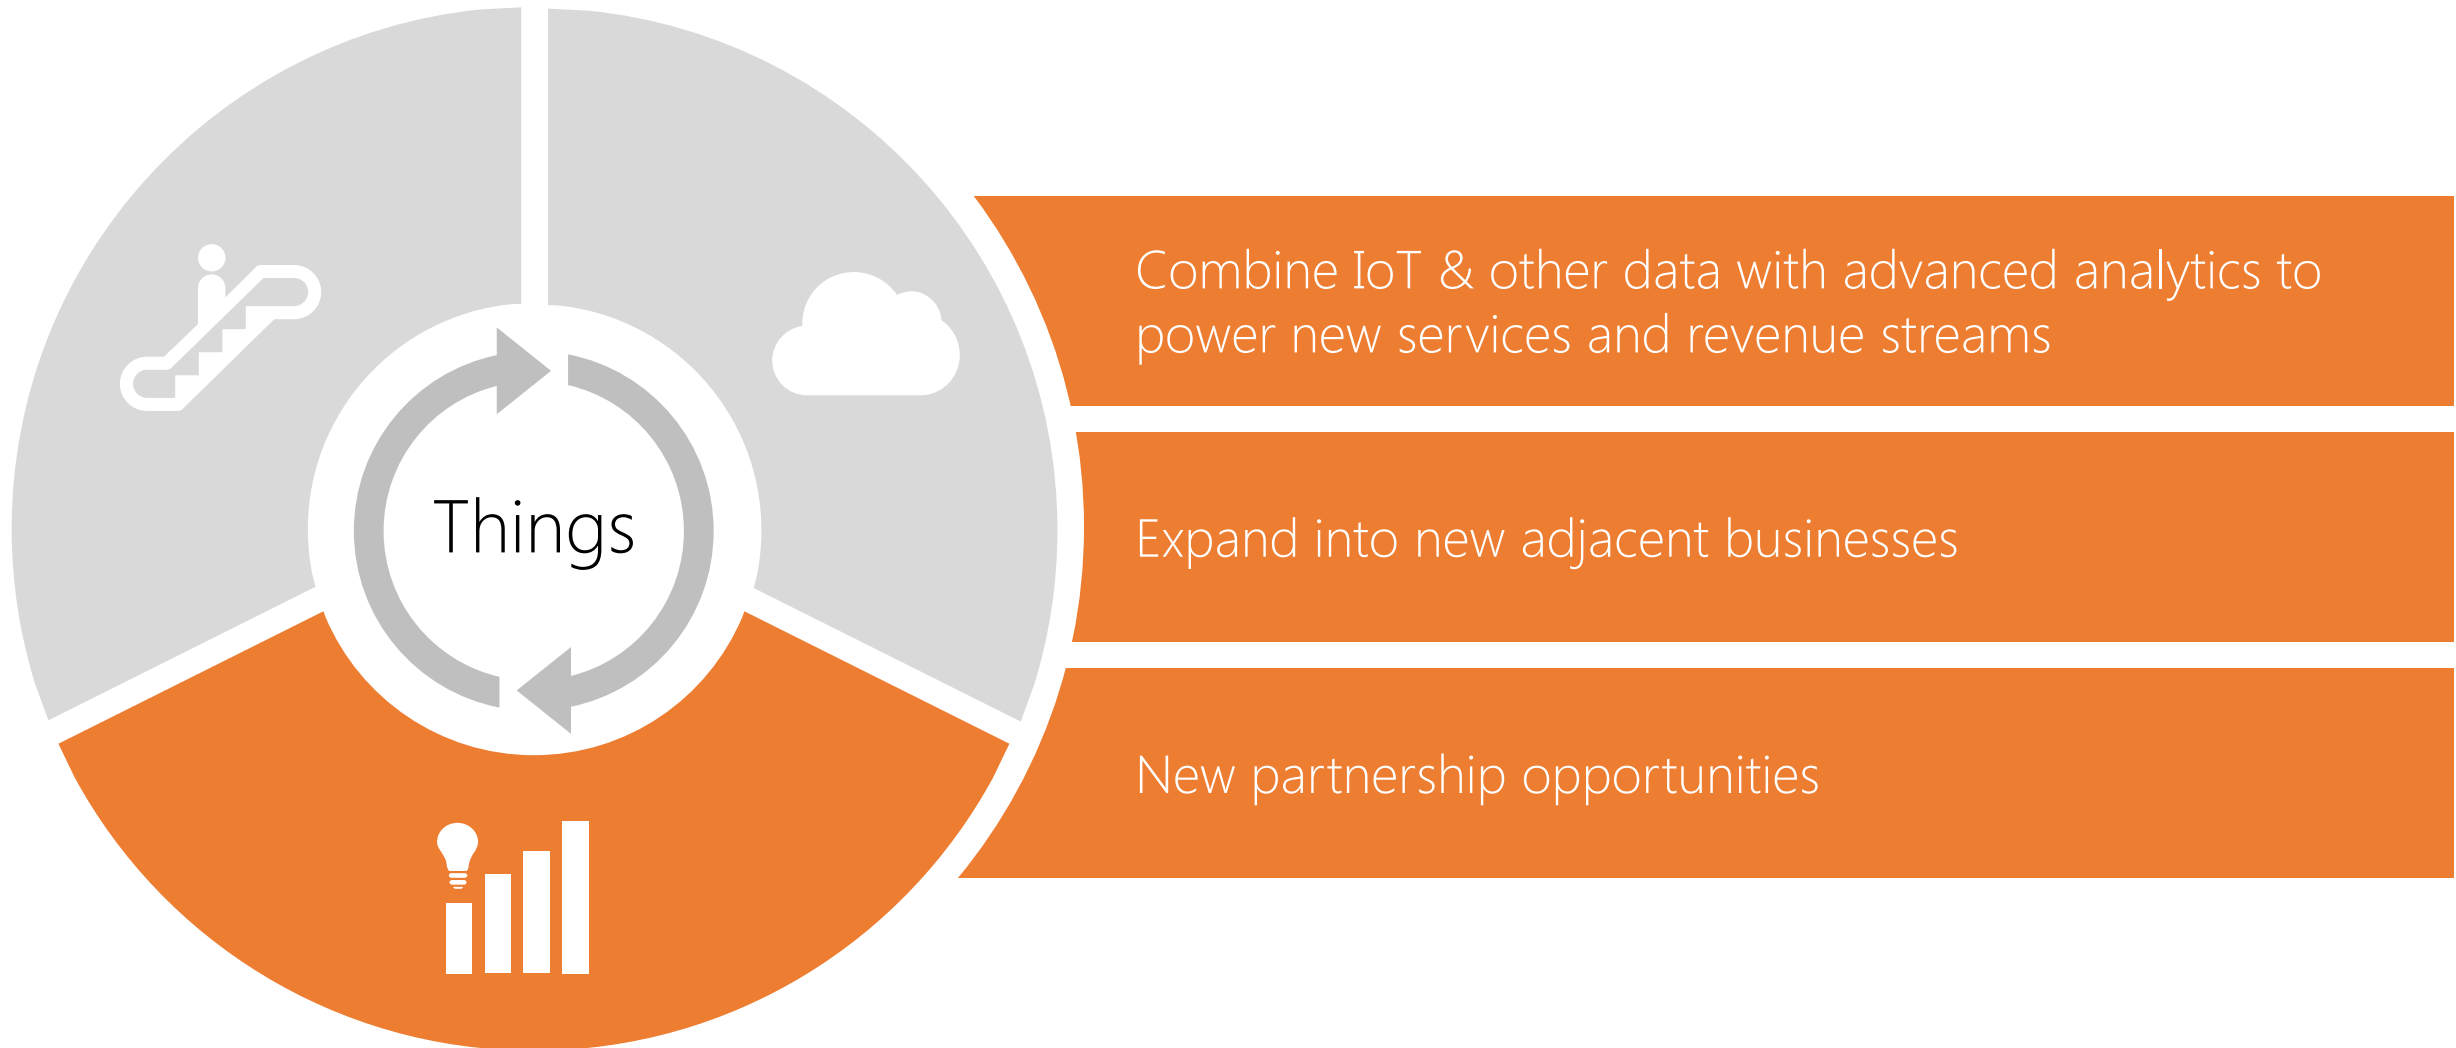 Things
Combine IoT & other data with advanced analytics to
power new services and revenue streams
Expand into new adjacent businesses
New partnership opportunities